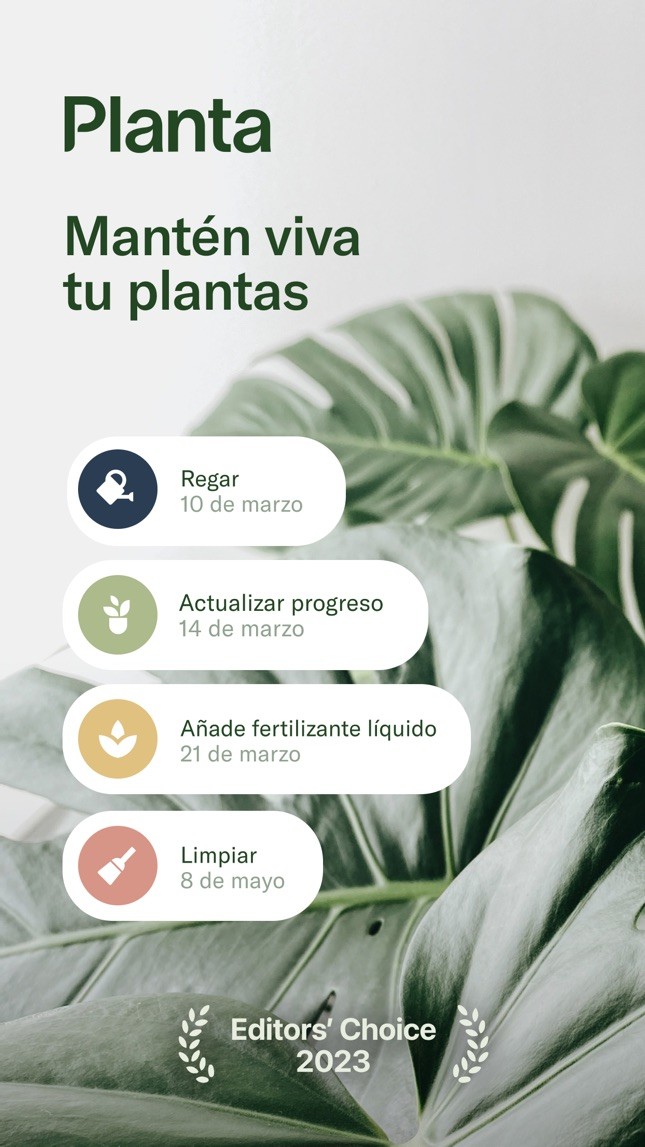 Planta
Mantén viva
tu plantas
Regar
10 de marzo
Actualizar progreso
14 de marzo
Añade fertilizante líquido
21 de marzo
Limpiar
8 de mayo
Editors' Choice
2023